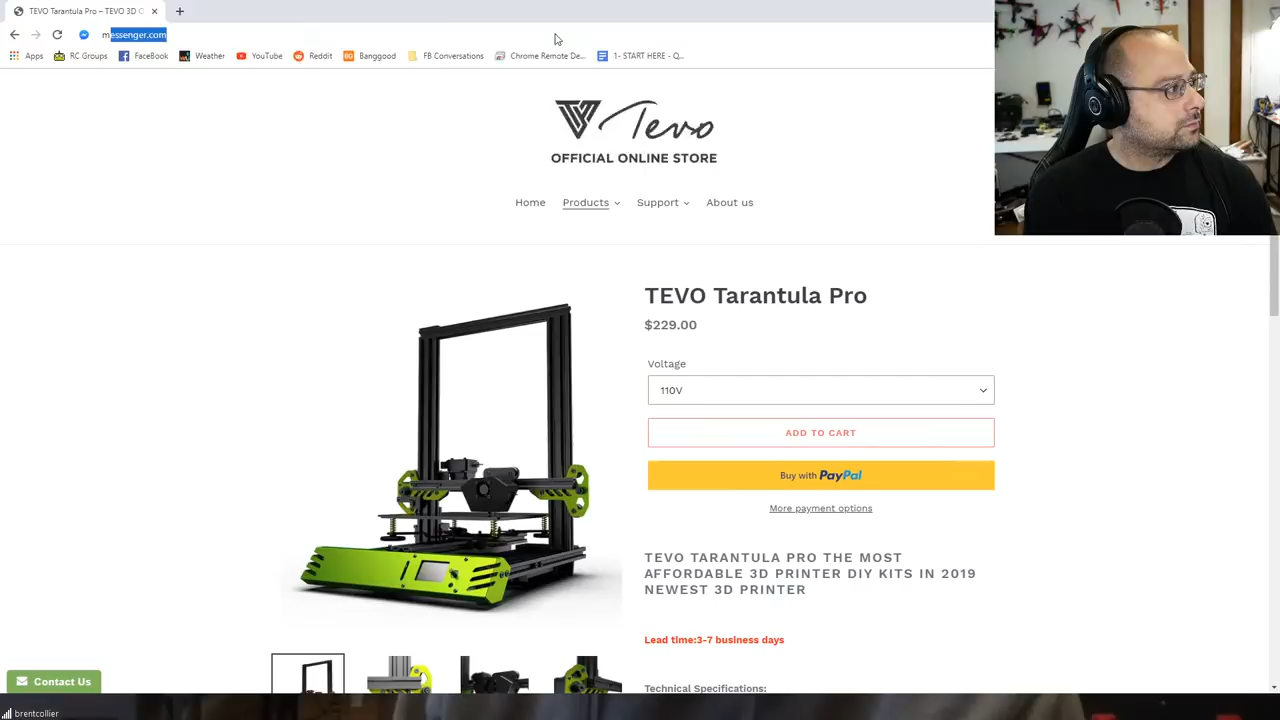 TEVO Tarantula Pro – TEVO 3D C
messenger.com
Apps
RC Groups
FaceBook
Weather
YouTube
Reddit
Banggood
FB Conversations
Chrome Remote De...
1- START HERE - Q...
Tevo
OFFICIAL ONLINE STORE
Home
Products
Support
About us
TEVO Tarantula Pro
$229.00
Voltage
110V
ADD TO CART
Buy with PayPal
More payment options
TEVO TARANTULA PRO THE MOST
AFFORDABLE 3D PRINTER DIY KITS IN 2019
NEWEST 3D PRINTER
Lead time:3-7 business days
Technical Specifications:
Contact Us
brentcollier